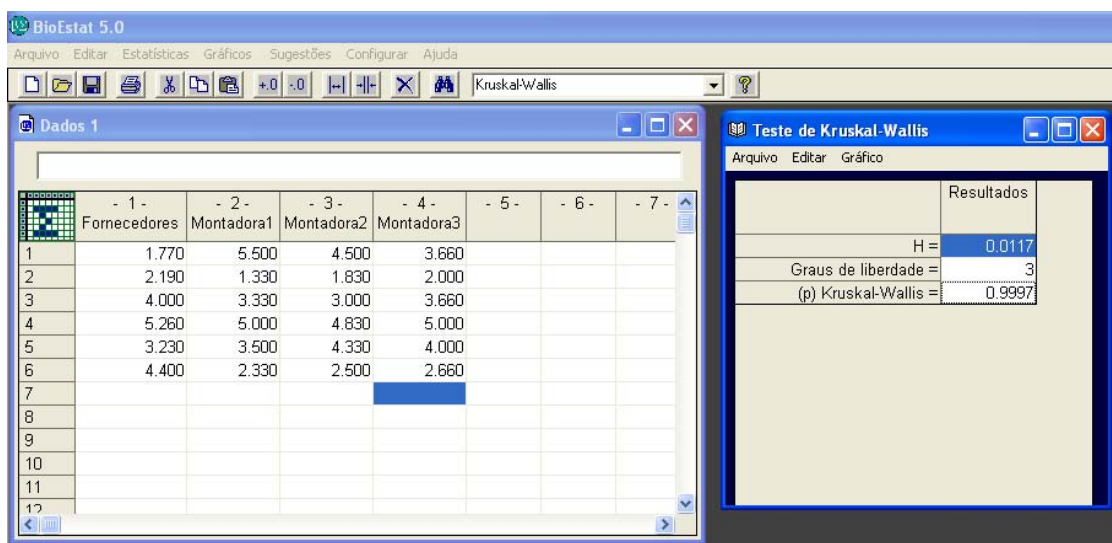 BioEstat 5.0
Arquivo Editar Estatísticas Gráficos Sugestões Configurar Ajuda
+.0 -.0 Kruskal-Wallis ?
Dados 1
- 1 - - 2 - - 3 - - 4 - - 5 - - 6 - - 7 -
Fornecedores Montadora1 Montadora2 Montadora3
1 1.770 5.500 4.500 3.660
2 2.190 1.330 1.830 2.000
3 4.000 3.330 3.000 3.660
4 5.260 5.000 4.830 5.000
5 3.230 3.500 4.330 4.000
6 4.400 2.330 2.500 2.660
7
8
9
10
11
12
Teste de Kruskal-Wallis
Arquivo Editar Gráfico
Resultados
H = 0.0117
Graus de liberdade = 3
(p) Kruskal-Wallis = 0.9997